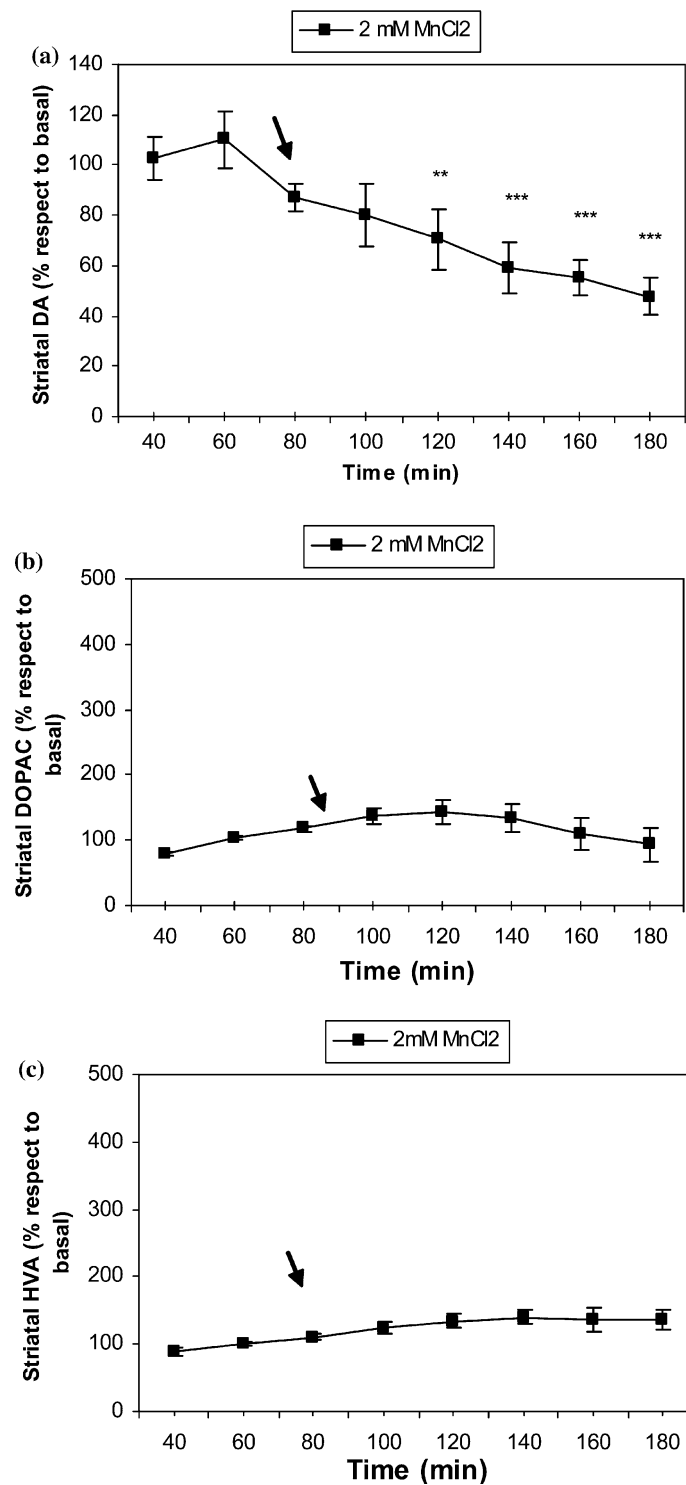 2 mM MnCl2
(a)
140
120
100
80
60
40
20
0
Striatal DA (% respect to basal)
**
***
***
***
40 60 80 100 120 140 160 180
Time (min)
2 mM MnCl2
(b)
500
400
300
200
100
0
Striatal DOPAC (% respect to
basal)
40 60 80 100 120 140 160 180
Time (min)
2mM MnCl2
(c)
500
400
300
200
100
0
Striatal HVA (% respect to
basal)
40 60 80 100 120 140 160 180
Time (min)